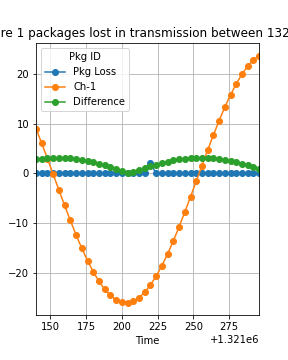 re 1 packages lost in transmission between 132
Pkg ID
Pkg Loss
Ch-1
Difference
20
10
0
−10
−20
150 175 200 225 250 275
+1.321e6
Time